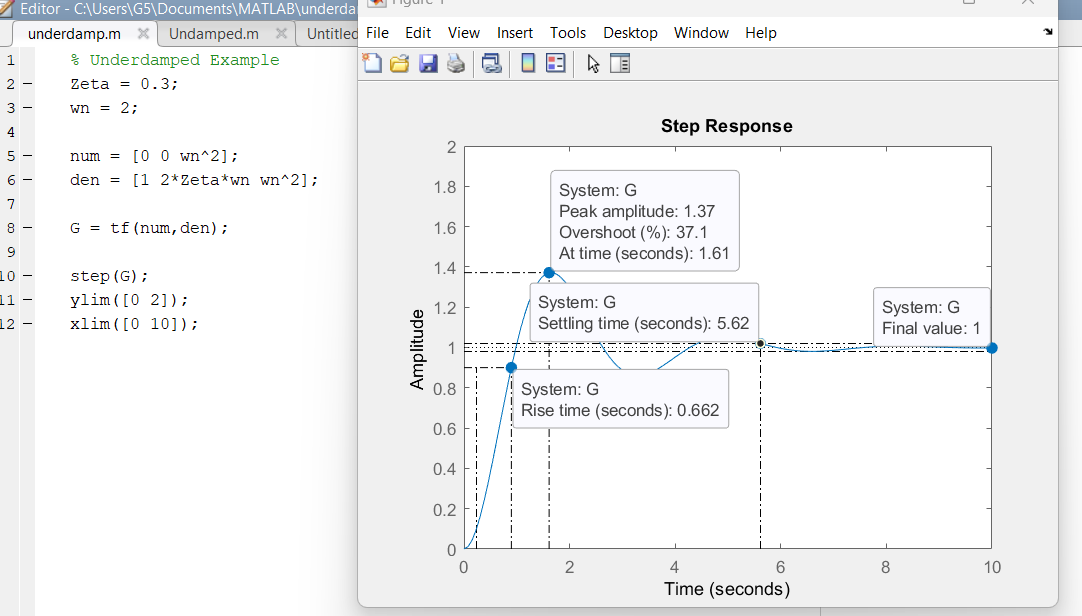 Editor - C:\Users\G5\Documents\MATLAB\underda
underdamp.m
Undamped.m
Untitled
1 % Underdamped Example
2 Zeta = 0.3;
3 wn = 2;
4
5 num = [0 0 wn^2];
6 den = [1 2*Zeta*wn wn^2];
7
8 G = tf(num,den);
9
10 step(G);
11 ylim([0 2]);
12 xlim([0 10]);
File Edit View Insert Tools Desktop Window Help
Step Response
System: G
Peak amplitude: 1.37
Overshoot (%): 37.1
At time (seconds): 1.61
System: G
Settling time (seconds): 5.62
System: G
Final value: 1
System: G
Rise time (seconds): 0.662
Amplitude
2
1.8
1.6
1.4
1.2
1
0.8
0.6
0.4
0.2
0
0 2 4 6 8 10
Time (seconds)